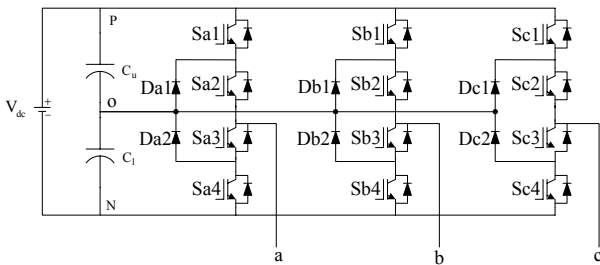 P
Sa1
Sb1
Sc1
Cu
Da1
Sa2
Db1
Sb2
Dc1
Sc2
Vdc
+
−
O
Da2
Sa3
Db2
Sb3
Dc2
Sc3
Cl
Sa4
Sb4
Sc4
N
a
b
c